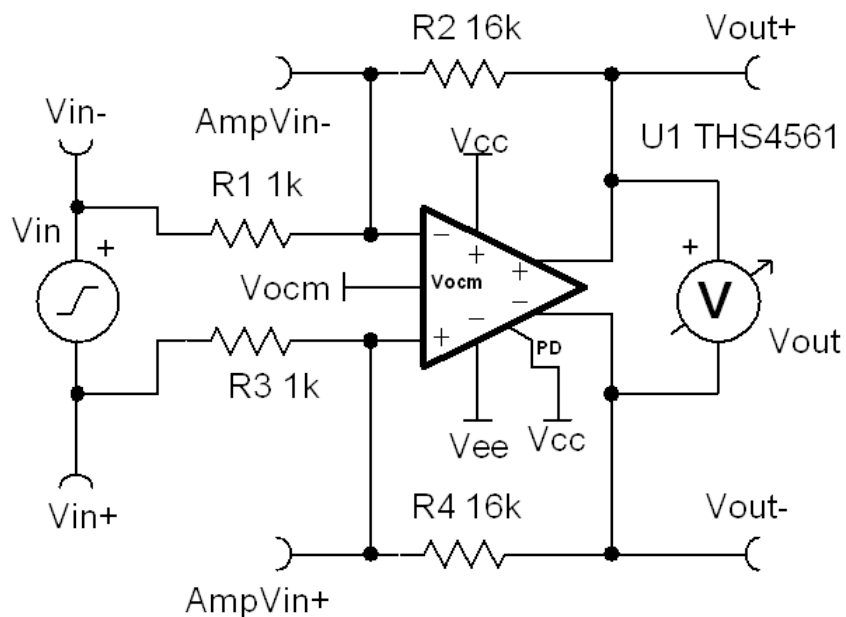 R2 16k
Vout+
Vin-
AmpVin-
Vcc
U1 THS4561
R1 1k
Vin
+
−
+
+
+
Vocm
Vocm
−
V
−
+
PD
Vout
R3 1k
Vee
Vcc
Vin+
R4 16k
Vout-
AmpVin+